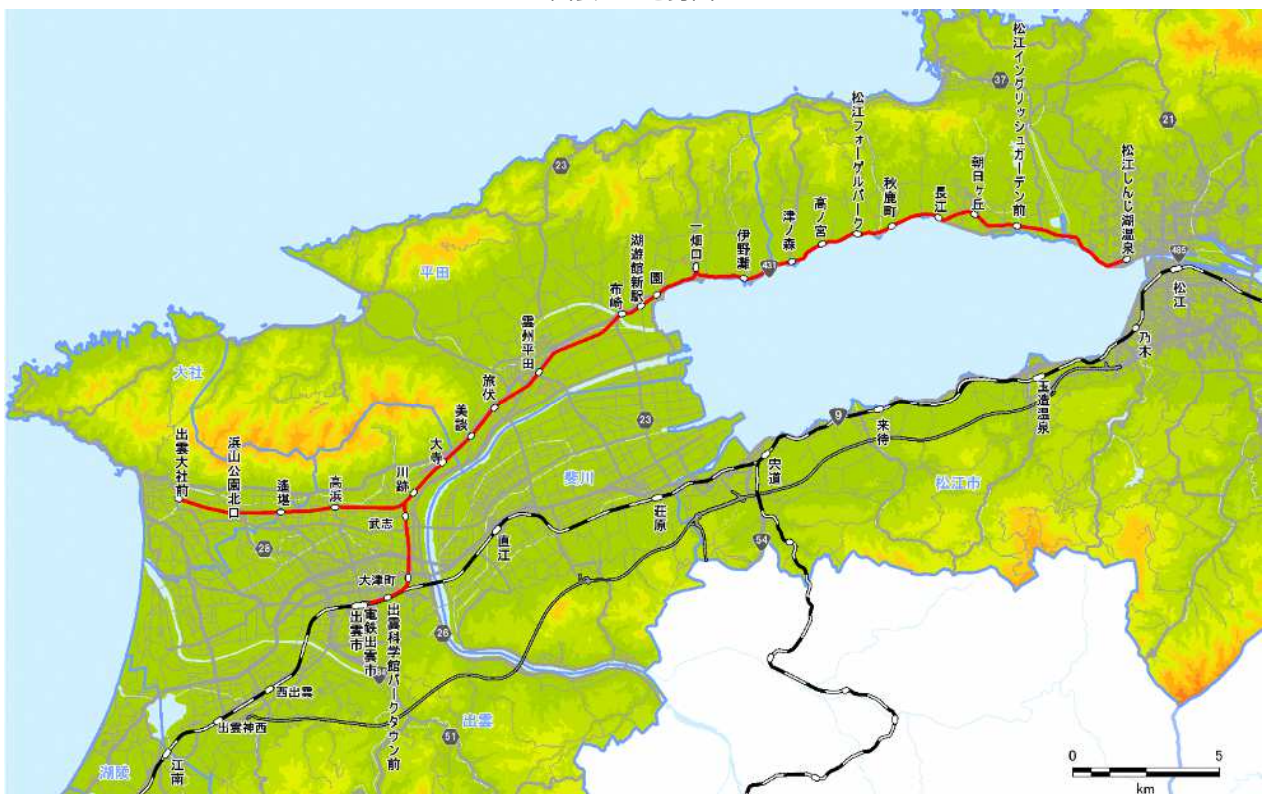 37
21
松江イングリッシュガーデン前
松江フォーゲルパーク
松江しんじ湖温泉
朝日ヶ丘
秋鹿町
長江
高ノ宮
津ノ森
伊野灘
一畑口
湖遊館新駅
園
布崎
23
431
485
平田
松江
乃木
雲州平田
旅伏
美談
大寺
川跡
大社
出雲大社前
浜山公園北口
遙堪
高浜
武志
大津町
23
9
来待
玉造温泉
宍道
斐川
荘原
松江市
直江
28
54
26
出雲市
電鉄出雲市
出雲科学館パークタウン前
西出雲
出雲神西
出雲
51
江南
湖陵
0
5
km